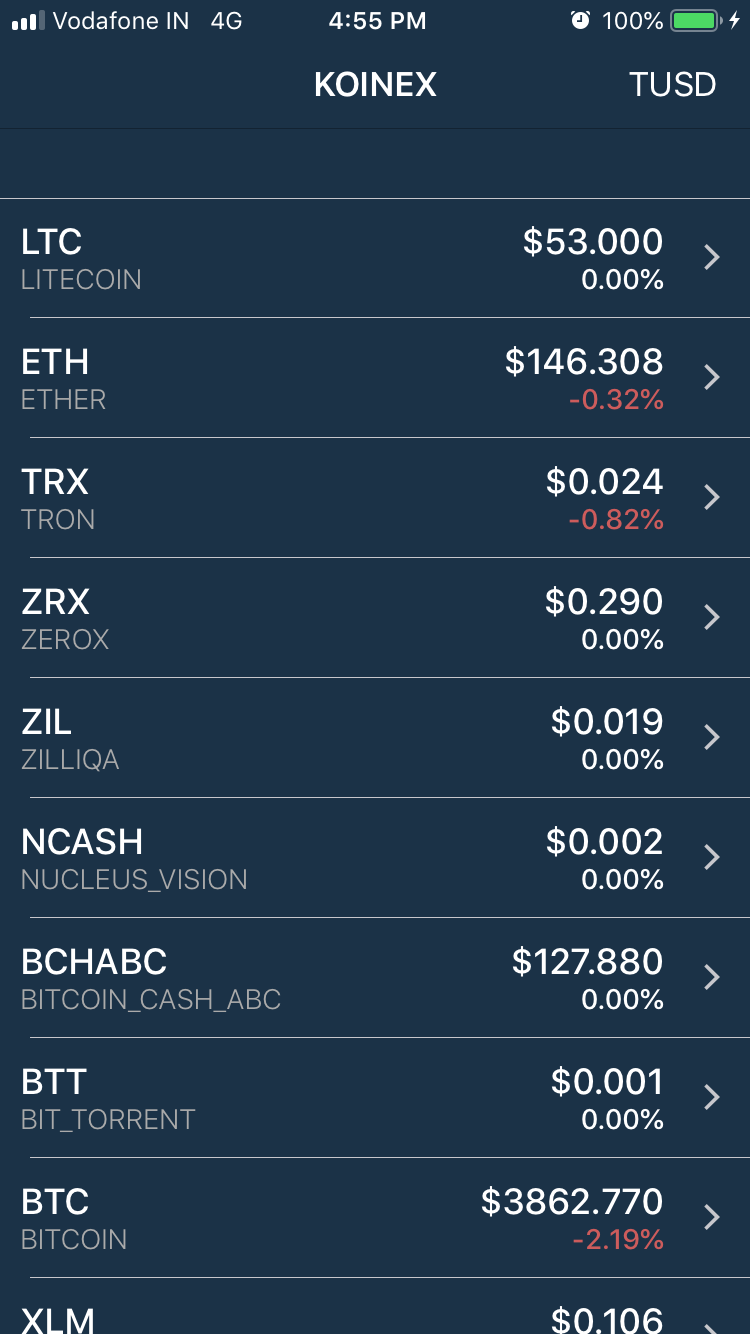 Vodafone IN 4G 4:55 PM 100%
KOINEX TUSD
LTC $53.000
LITECOIN 0.00%
ETH $146.308
ETHER -0.32%
TRX $0.024
TRON -0.82%
ZRX $0.290
ZEROX 0.00%
ZIL $0.019
ZILLIQA 0.00%
NCASH $0.002
NUCLEUS_VISION 0.00%
BCHABC $127.880
BITCOIN_CASH_ABC 0.00%
BTT $0.001
BIT_TORRENT 0.00%
BTC $3862.770
BITCOIN -2.19%
XLM $0.106